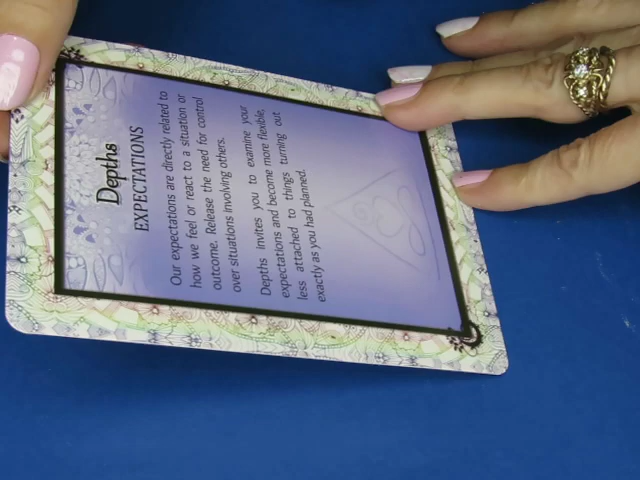 Depths
EXPECTATIONS
Our expectations are directly related to
how we feel or react to a situation or
outcome. Release the need for control
over situations involving others.
Depths invites you to examine your
expectations and become more flexible,
less attached to things turning out
exactly as you had planned.